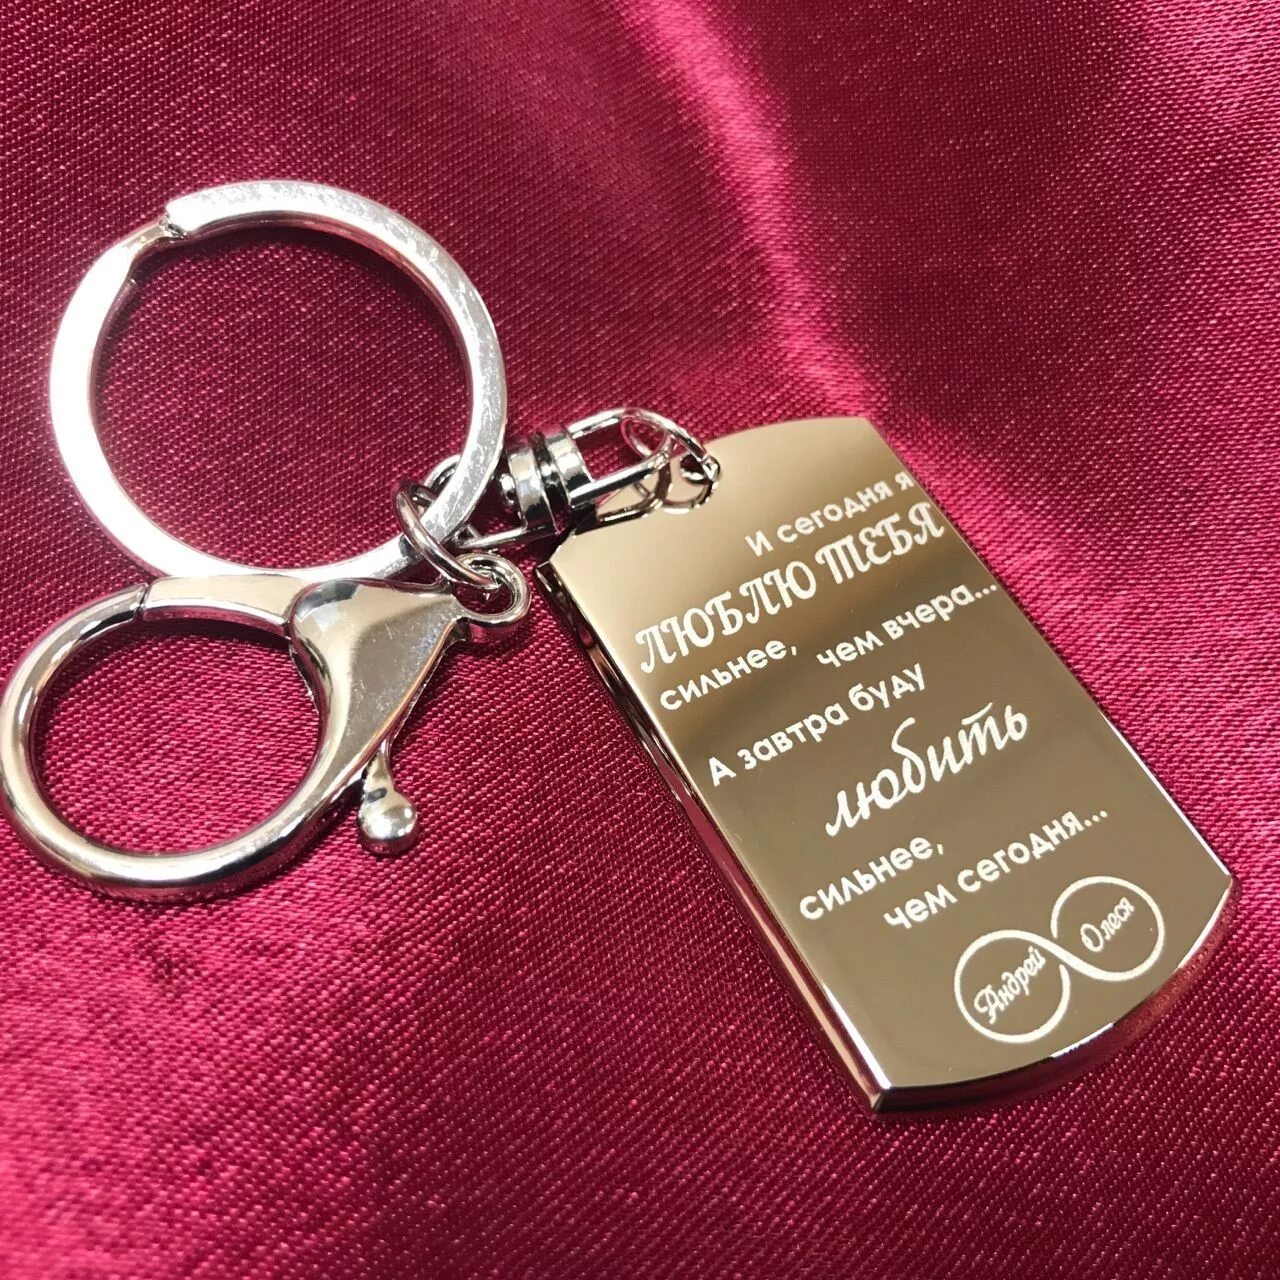 И сегодня я
ЛЮБЛЮ ТЕБЯ
сильнее,
чем вчера...
А завтра буду
любить
сильнее,
чем сегодня...
Андрей Олеся